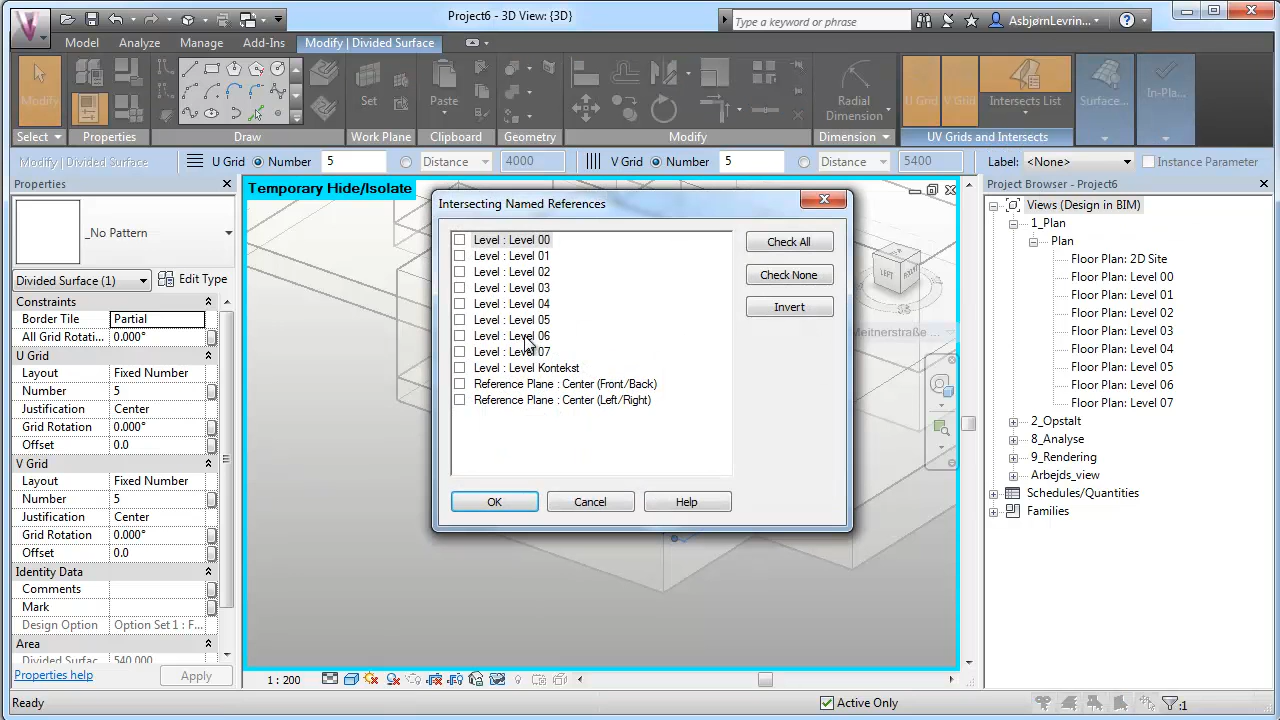 Project6 - 3D View: {3D}
Type a keyword or phrase
AsbjørnLevrin...
Model
Analyze
Manage
Add-Ins
Modify | Divided Surface
Modify
Set
Paste
Radial Dimension
U Grid
V Grid
Intersects List
Surface...
In-Pla...
Select
Properties
Draw
Work Plane
Clipboard
Geometry
Modify
Dimension
UV Grids and Intersects
Modify | Divided Surface
U Grid
Number
5
Distance
4000
V Grid
Number
5
Distance
5400
Label:
<None>
Instance Parameter
Properties
_No Pattern
Divided Surface (1)
Edit Type
Constraints
Border Tile
Partial
All Grid Rotati...
0.000°
U Grid
Layout
Fixed Number
Number
5
Justification
Center
Grid Rotation
0.000°
Offset
0.0
V Grid
Layout
Fixed Number
Number
5
Justification
Center
Grid Rotation
0.000°
Offset
0.0
Identity Data
Comments
Mark
Design Option
Option Set 1 : F...
Area
Divided Surfac
540.000
Properties help
Apply
Temporary Hide/Isolate
Intersecting Named References
Level : Level 00
Level : Level 01
Level : Level 02
Level : Level 03
Level : Level 04
Level : Level 05
Level : Level 06
Level : Level 07
Level : Level Kontekst
Reference Plane : Center (Front/Back)
Reference Plane : Center (Left/Right)
Check All
Check None
Invert
OK
Cancel
Help
LEFT
Meitnerstraße ...
1 : 200
Project Browser - Project6
Views (Design in BIM)
1_Plan
Plan
Floor Plan: 2D Site
Floor Plan: Level 00
Floor Plan: Level 01
Floor Plan: Level 02
Floor Plan: Level 03
Floor Plan: Level 04
Floor Plan: Level 05
Floor Plan: Level 06
Floor Plan: Level 07
2_Opstalt
8_Analyse
9_Rendering
Arbejds_view
Schedules/Quantities
Families
Ready
Active Only
:1